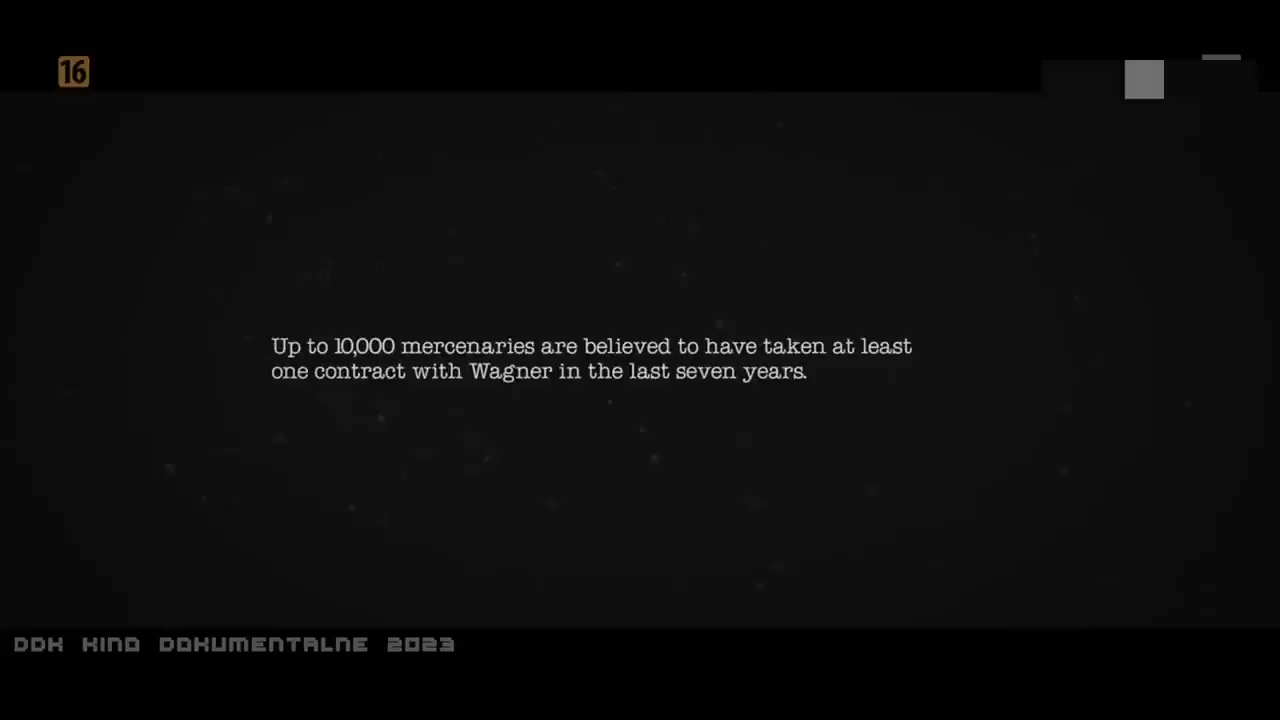 16
Up to 10,000 mercenaries are believed to have taken at least
one contract with Wagner in the last seven years.
DDK KINO DOKUMENTALNE 2023